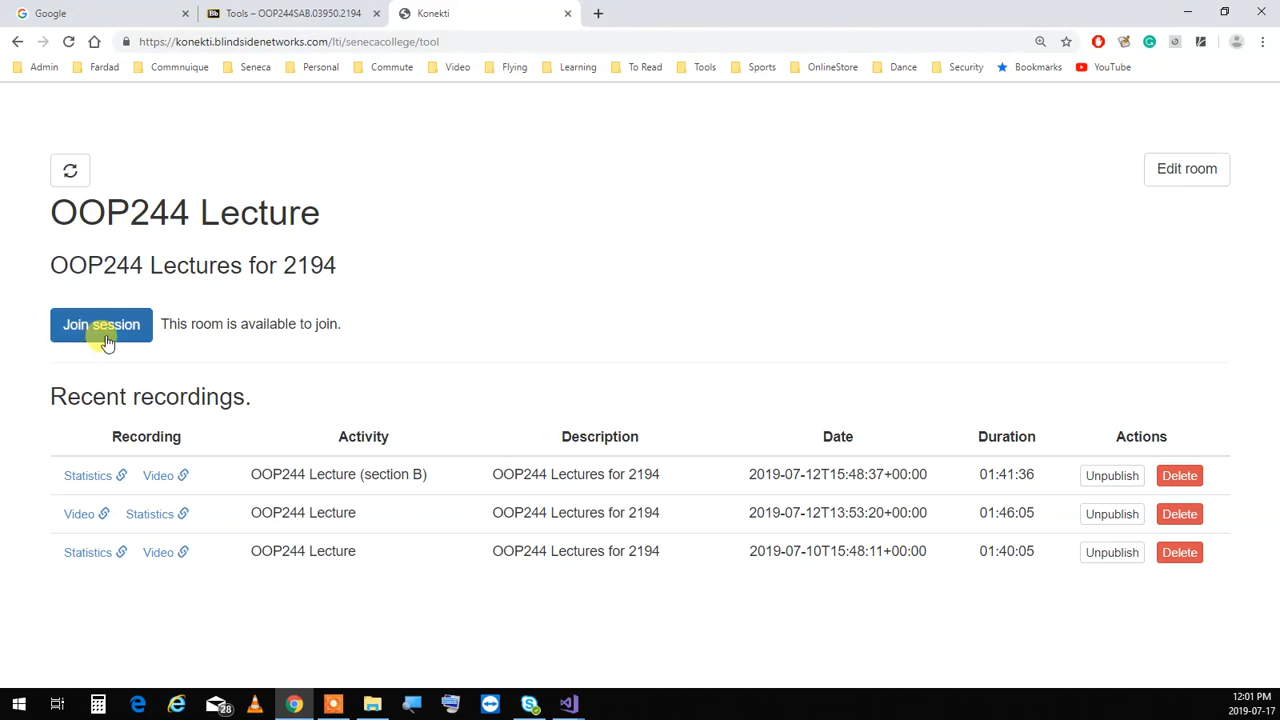 Google
Bb Tools – OOP244SAB.03950.2194
Konekti
https://konekti.blindsidenetworks.com/lti/senecacollege/tool
Admin Fardad Commnuique Seneca Personal Commute Video Flying Learning To Read Tools Sports OnlineStore Dance Security Bookmarks YouTube
Edit room
OOP244 Lecture
OOP244 Lectures for 2194
Join session This room is available to join.
Recent recordings.
Recording Activity Description Date Duration Actions
Statistics Video OOP244 Lecture (section B) OOP244 Lectures for 2194 2019-07-12T15:48:37+00:00 01:41:36 Unpublish Delete
Video Statistics OOP244 Lecture OOP244 Lectures for 2194 2019-07-12T13:53:20+00:00 01:46:05 Unpublish Delete
Statistics Video OOP244 Lecture OOP244 Lectures for 2194 2019-07-10T15:48:11+00:00 01:40:05 Unpublish Delete
28
12:01 PM
2019-07-17